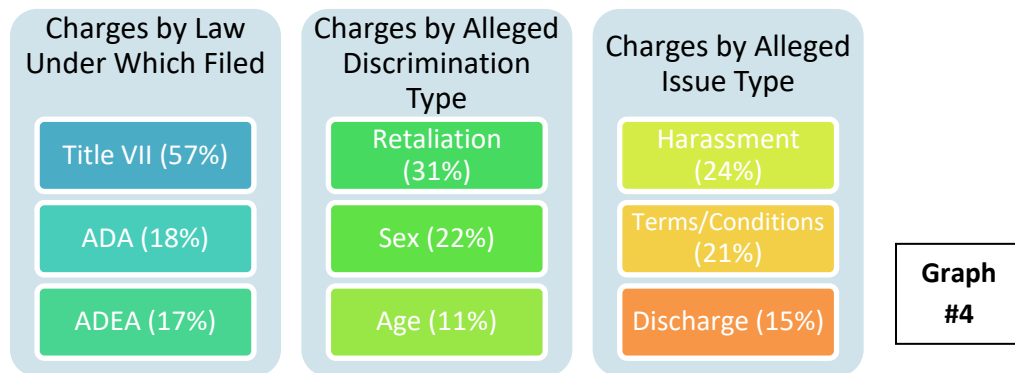 Charges by Law
Under Which Filed
Title VII (57%)
ADA (18%)
ADEA (17%)
Charges by Alleged
Discrimination
Type
Retaliation
(31%)
Sex (22%)
Age (11%)
Charges by Alleged
Issue Type
Harassment
(24%)
Terms/Conditions
(21%)
Discharge (15%)
Graph
#4